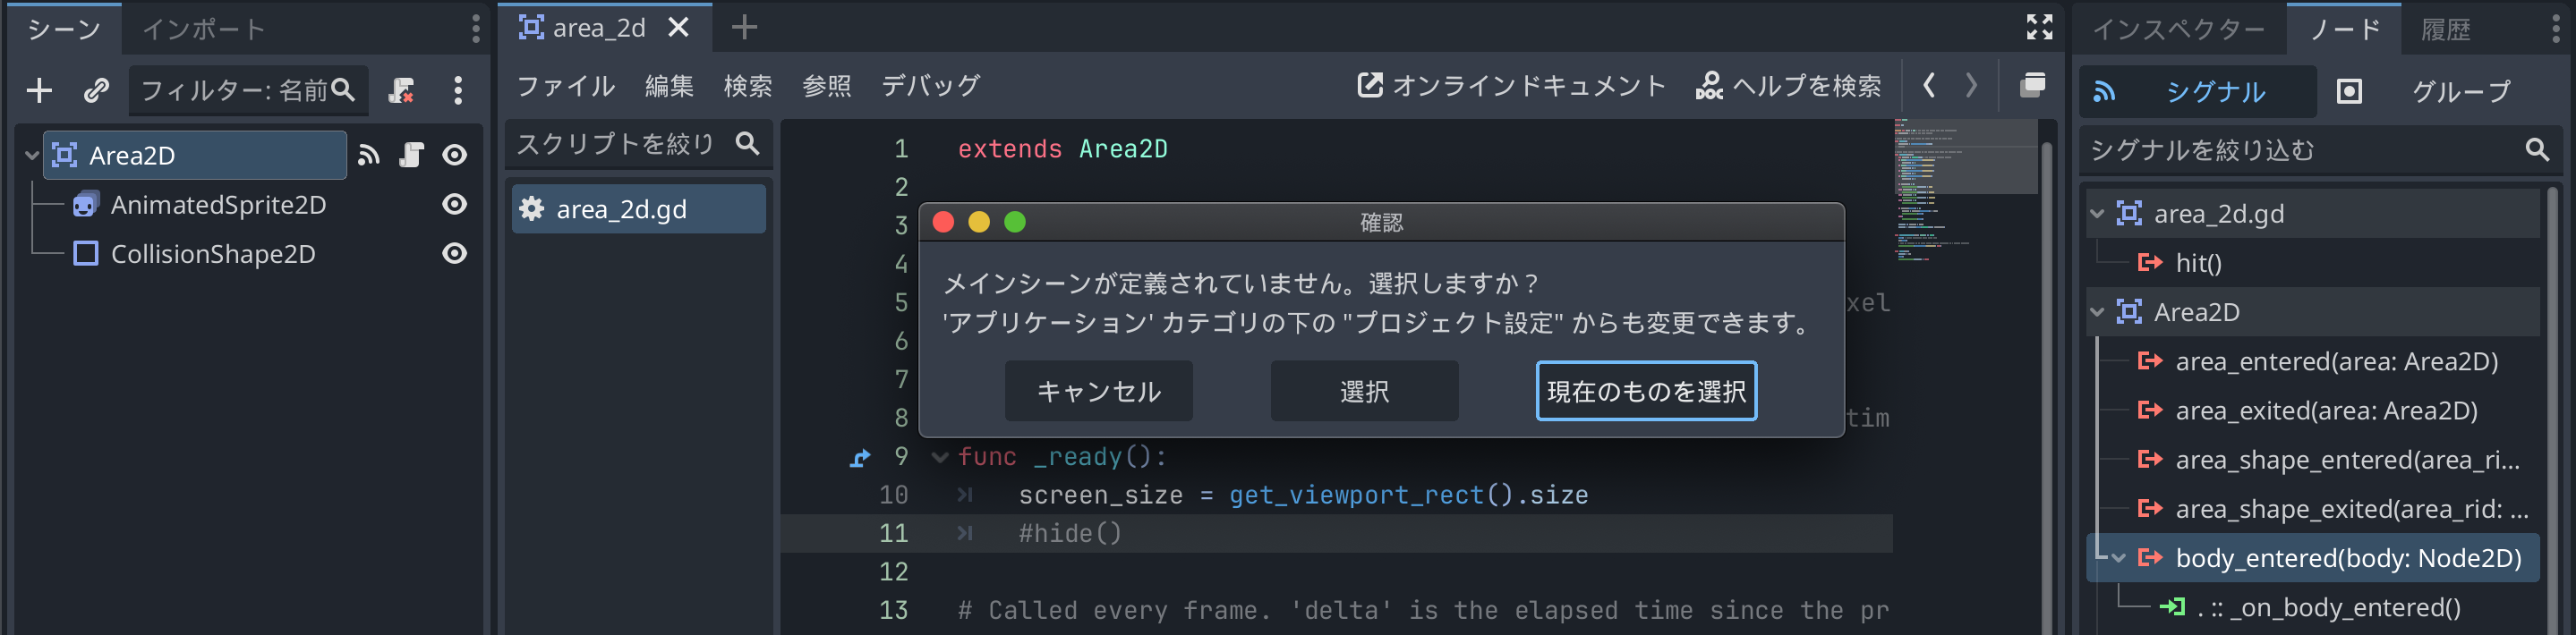 シーン
インポート
フィルター: 名前
Area2D
AnimatedSprite2D
CollisionShape2D
area_2d
ファイル 編集 検索 参照 デバッグ
オンラインドキュメント
DOC ヘルプを検索
スクリプトを絞り
area_2d.gd
1 extends Area2D
2
3
4
5 xel
6
7
8 tim
9 func _ready():
10 screen_size = get_viewport_rect().size
11 #hide()
12
13 # Called every frame. 'delta' is the elapsed time since the pr
確認
メインシーンが定義されていません。選択しますか?
'アプリケーション' カテゴリの下の "プロジェクト設定" からも変更できます。
キャンセル
選択
現在のものを選択
インスペクター
ノード
履歴
シグナル
グループ
シグナルを絞り込む
area_2d.gd
hit()
Area2D
area_entered(area: Area2D)
area_exited(area: Area2D)
area_shape_entered(area_ri...
area_shape_exited(area_rid: ...
body_entered(body: Node2D)
. :: _on_body_entered()